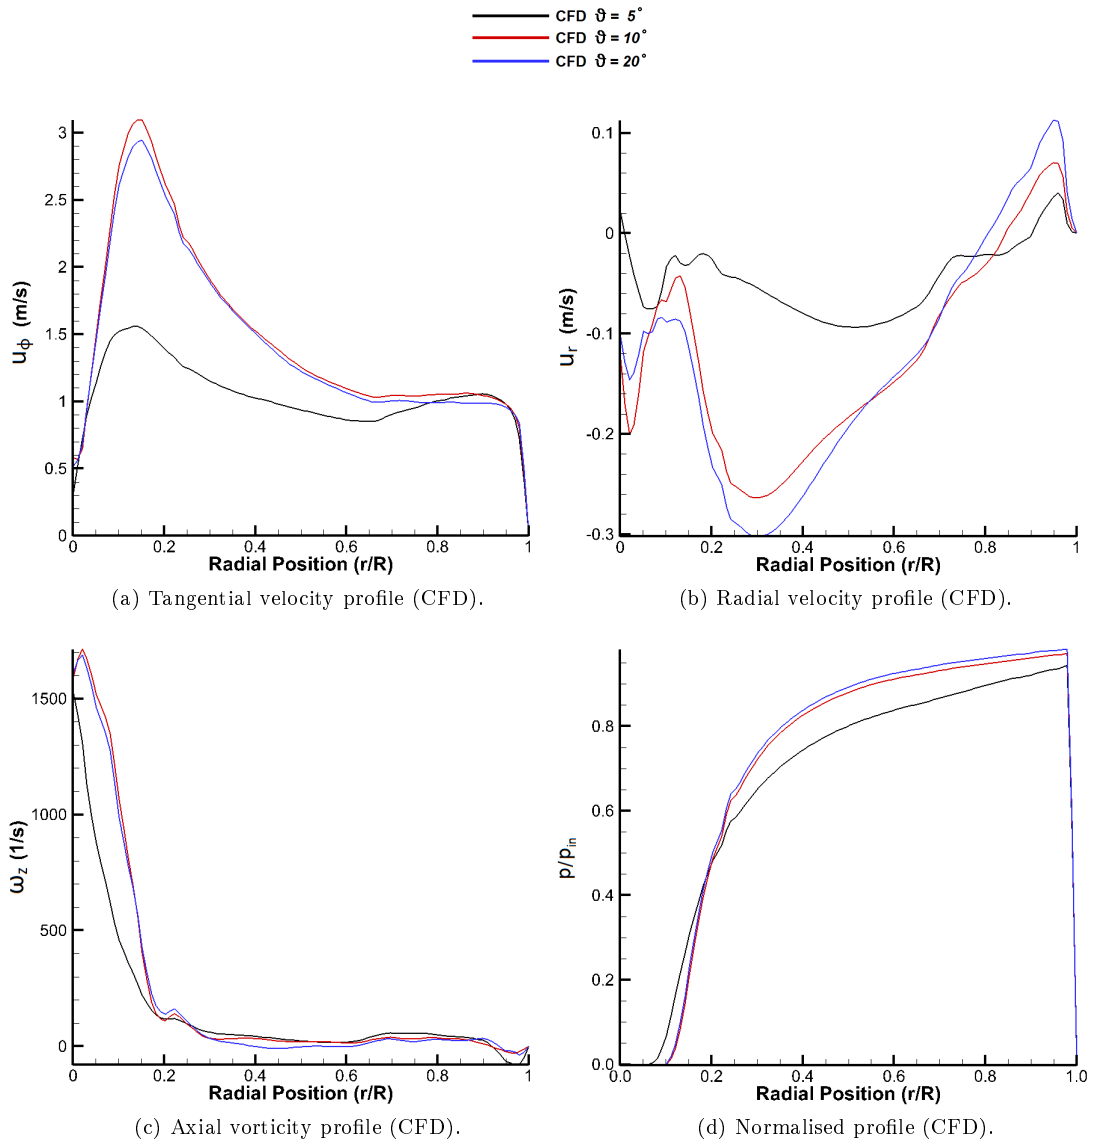 CFD ϑ = 5°
CFD ϑ = 10°
CFD ϑ = 20°
3
2.5
2
1.5
1
0.5
0
uϕ (m/s)
0 0.2 0.4 0.6 0.8 1
Radial Position (r/R)
(a) Tangential velocity profile (CFD).
0.1
0
-0.1
-0.2
-0.3
ur (m/s)
0 0.2 0.4 0.6 0.8 1
Radial Position (r/R)
(b) Radial velocity profile (CFD).
1500
1000
500
0
ωz (1/s)
0 0.2 0.4 0.6 0.8 1
Radial Position (r/R)
(c) Axial vorticity profile (CFD).
0.8
0.6
0.4
0.2
0.0
p/pin
0.0 0.2 0.4 0.6 0.8 1.0
Radial Position (r/R)
(d) Normalised profile (CFD).